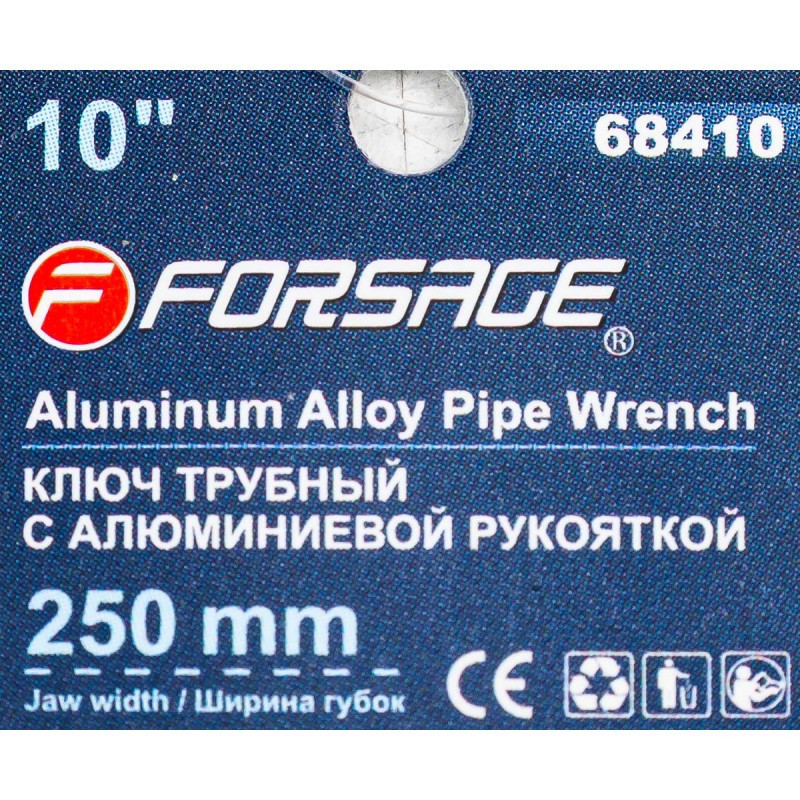 10"
68410
F FORSAGE®
Aluminum Alloy Pipe Wrench
КЛЮЧ ТРУБНЫЙ
С АЛЮМИНИЕВОЙ РУКОЯТКОЙ
250 mm
Jaw width / Ширина губок
CE